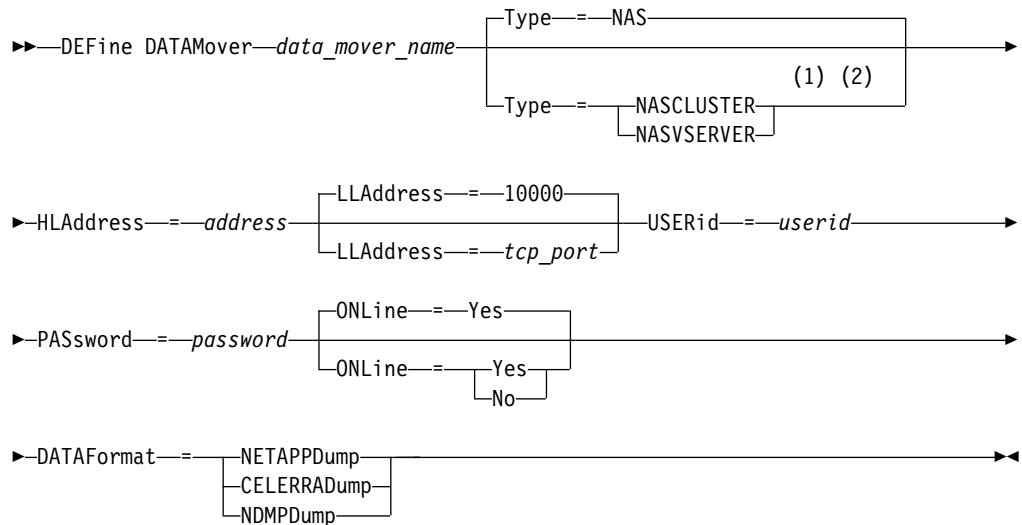 Type = NAS
DEFine DATAMover data_mover_name
(1) (2)
Type = NASCLUSTER
NASVSERVER
LLAddress = 10000
HLAddress = address USERid = userid
LLAddress = tcp_port
ONLine = Yes
PASsword = password
ONLine = Yes
No
DATAFormat = NETAPPDump
CELERRADump
NDMPDump